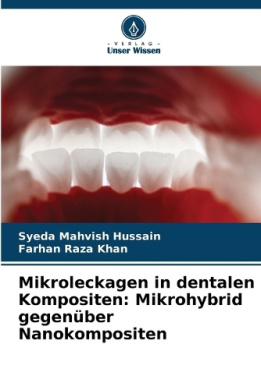 VERLAG
Unser Wissen
Syeda Mahvish Hussain
Farhan Raza Khan
Mikroleckagen in dentalen
Kompositen: Mikrohybrid
gegenüber
Nanokompositen